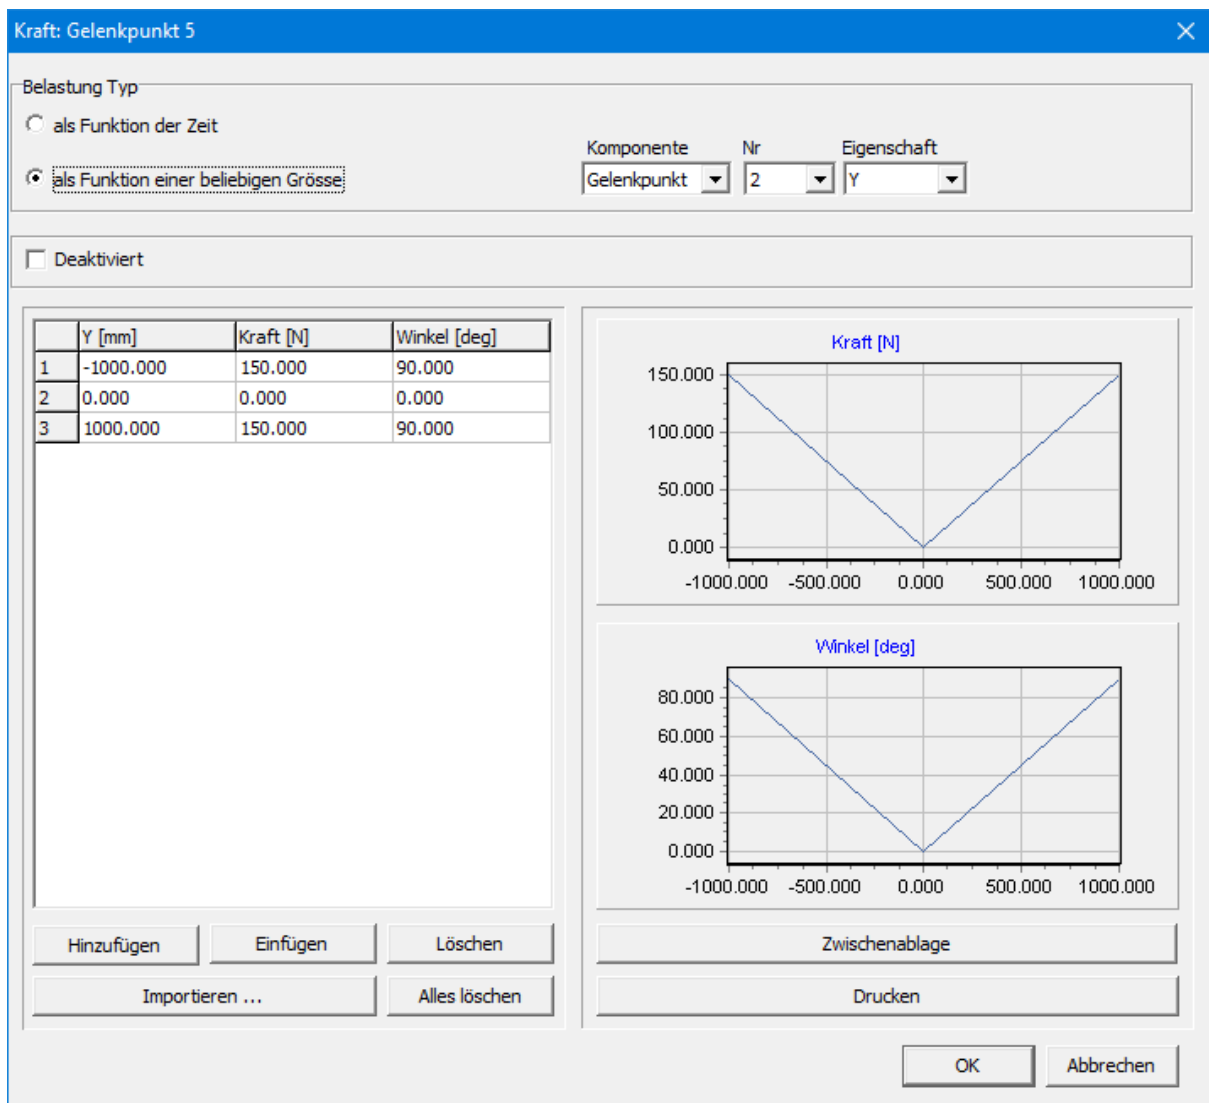 Kraft: Gelenkpunkt 5
Belastung Typ
als Funktion der Zeit
Komponente Nr Eigenschaft
als Funktion einer beliebigen Grösse Gelenkpunkt 2 Y
Deaktiviert
Y [mm] Kraft [N] Winkel [deg]
1 -1000.000 150.000 90.000
2 0.000 0.000 0.000
3 1000.000 150.000 90.000
Kraft [N]
150.000
100.000
50.000
0.000
-1000.000 -500.000 0.000 500.000 1000.000
Winkel [deg]
80.000
60.000
40.000
20.000
0.000
-1000.000 -500.000 0.000 500.000 1000.000
Hinzufügen Einfügen Löschen Zwischenablage
Importieren ... Alles löschen Drucken
OK Abbrechen